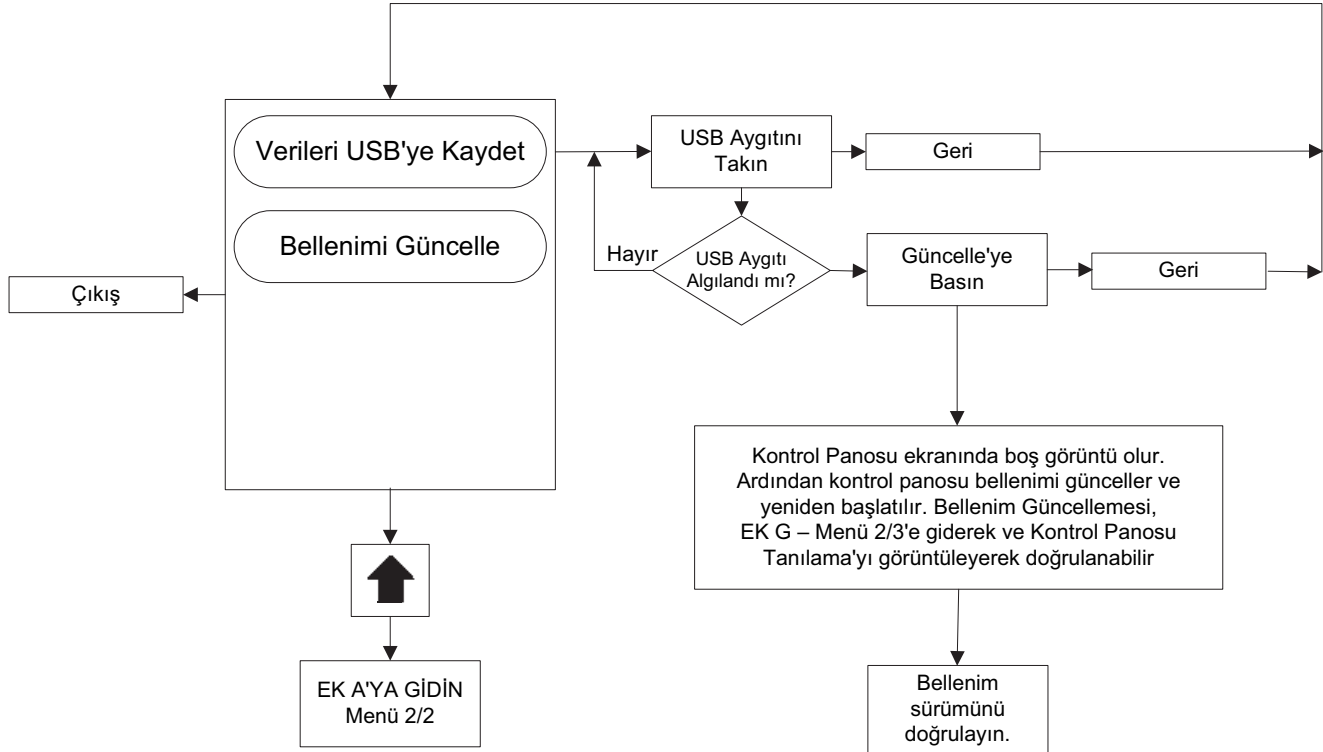 Verileri USB'ye Kaydet
USB Aygıtını
Takın
Geri
Bellenimi Güncelle
Hayır
USB Aygıtı
Algılandı mı?
Güncelle'ye
Basın
Geri
Çıkış
Kontrol Panosu ekranında boş görüntü olur.
Ardından kontrol panosu bellenimi günceller ve
yeniden başlatılır. Bellenim Güncellemesi,
EK G – Menü 2/3'e giderek ve Kontrol Panosu
Tanılama'yı görüntüleyerek doğrulanabilir
EK A'YA GİDİN
Menü 2/2
Bellenim
sürümünü
doğrulayın.